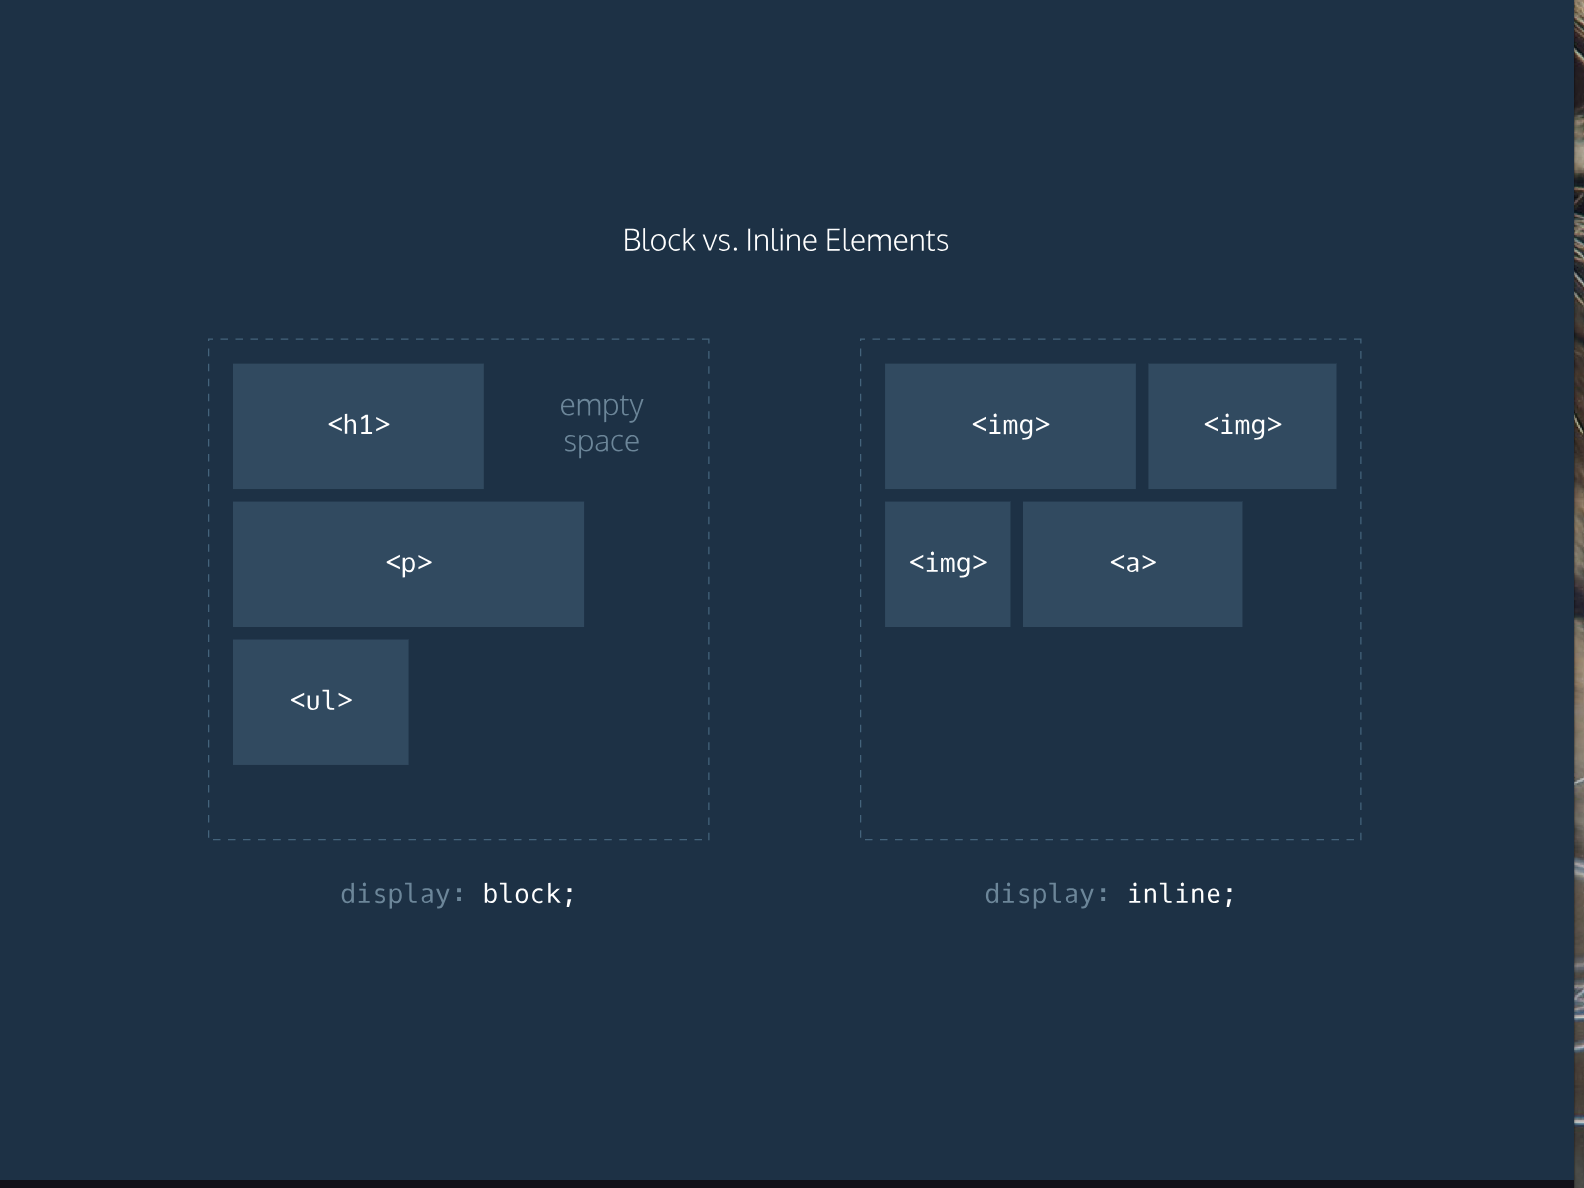 Block vs. Inline Elements
<h1>
empty
space
<p>
<ul>
display: block;
<img>
<img>
<img>
<a>
display: inline;